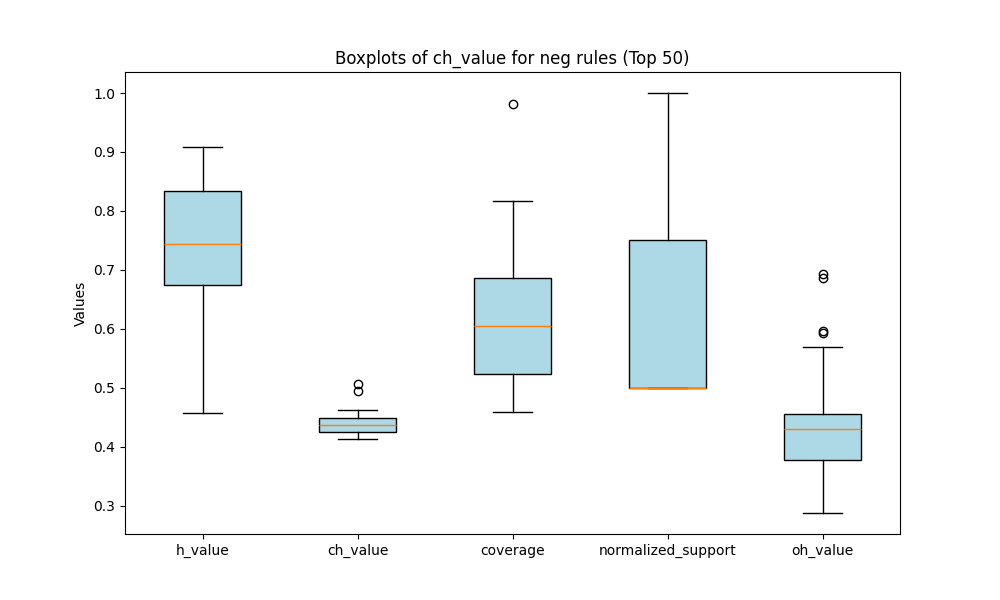 Boxplots of ch_value for neg rules (Top 50)
Values
1.0
0.9
0.8
0.7
0.6
0.5
0.4
0.3
h_value
ch_value
coverage
normalized_support
oh_value